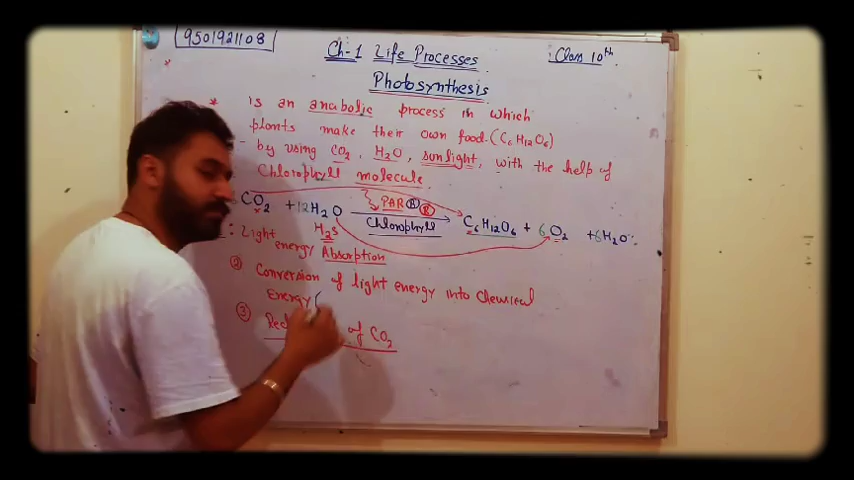 9501921108
Ch-1 Life Processes
Class 10th
Photosynthesis
* is an anabolic process in which
plants make their own food. (C6H12O6)
- by using CO2, H2O, sunlight, with the help of
Chlorophyll molecule.
CO2 + 12H2O PAR B R Chlorophyll C6H12O6 + 6O2 + 6H2O
H2S
: Light
energy Absorption
② Conversion of light energy into Chemical
Energy (
③ of CO2